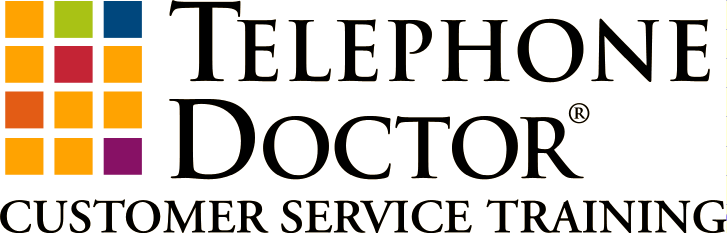 TELEPHONE
DOCTOR®
CUSTOMER SERVICE TRAINING